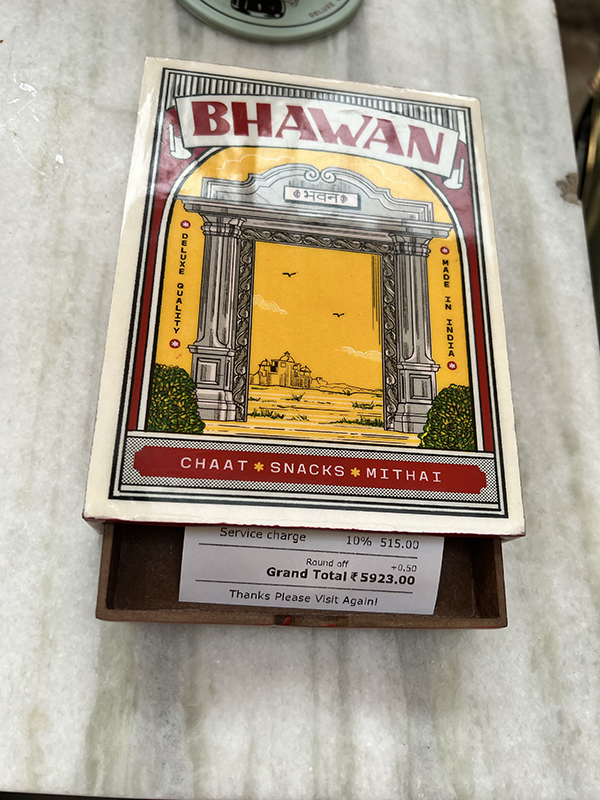 DELUXE
BHAWAN
भवन
DELUXE QUALITY
MADE IN INDIA
CHAAT SNACKS MITHAI
Service charge 10% 515.00
Round off +0.50
Grand Total ₹5923.00
Thanks Please Visit Again!